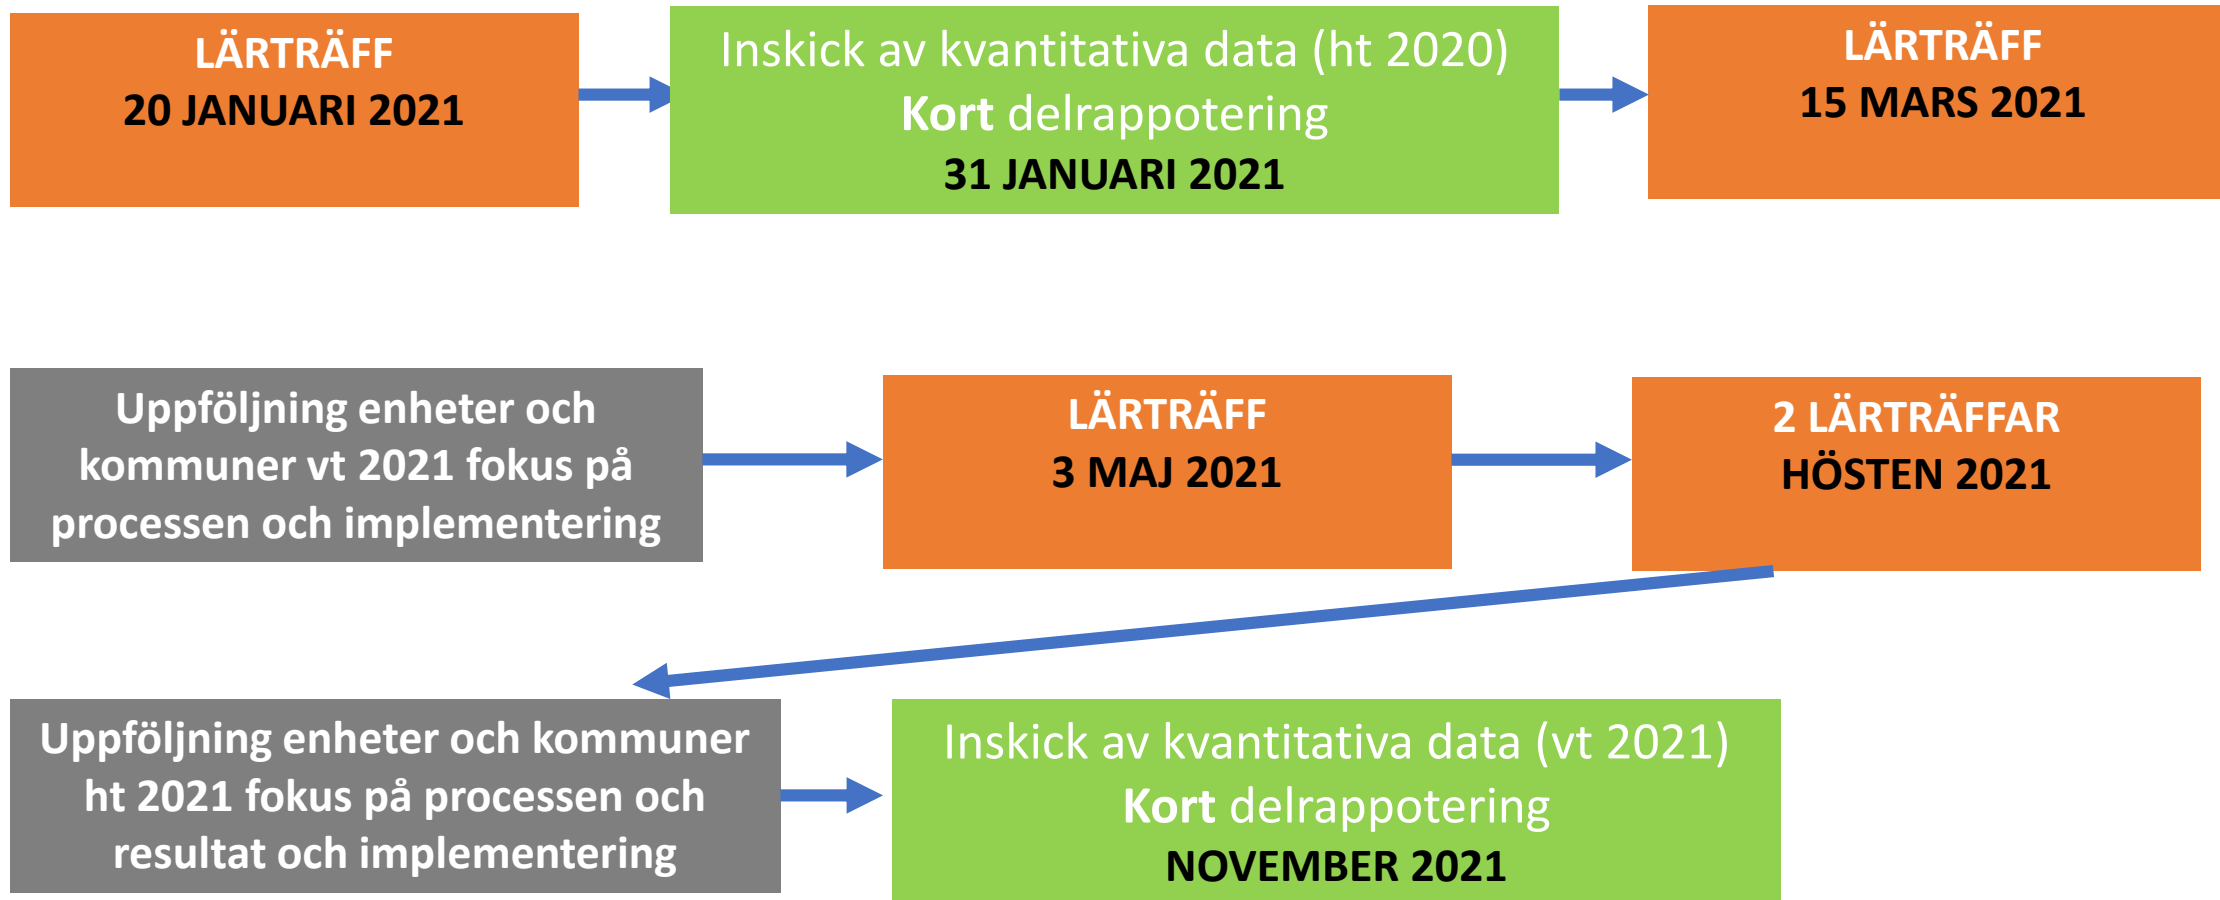 LÄRTRÄFF
20 JANUARI 2021
Inskick av kvantitativa data (ht 2020)
Kort delrappotering
31 JANUARI 2021
LÄRTRÄFF
15 MARS 2021
Uppföljning enheter och
kommuner vt 2021 fokus på
processen och implementering
LÄRTRÄFF
3 MAJ 2021
2 LÄRTRÄFFAR
HÖSTEN 2021
Uppföljning enheter och kommuner
ht 2021 fokus på processen och
resultat och implementering
Inskick av kvantitativa data (vt 2021)
Kort delrappotering
NOVEMBER 2021